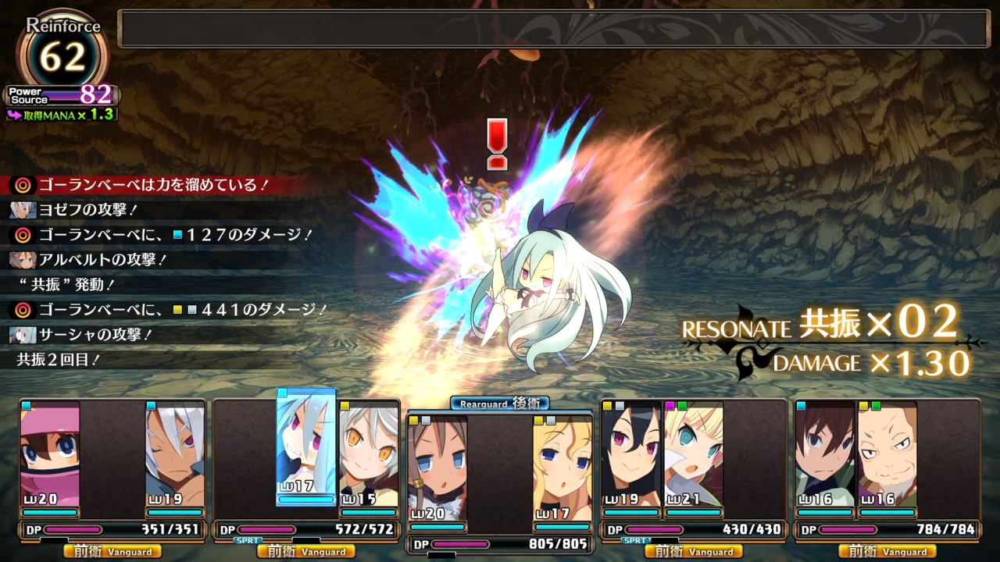 Reinforce
62
Power Source 82
取得MANA×1.3
ゴーランベーベは力を溜めている！
ヨゼフの攻撃！
ゴーランベーベに、127のダメージ！
アルベルトの攻撃！
“共振”発動！
ゴーランベーベに、441のダメージ！
サーシャの攻撃！
共振2回目！
RESONATE 共振×02
DAMAGE ×1.30
Rearguard 後衛
LV20 LV19 LV17 LV15 LV20 LV17 LV19 LV21 LV16 LV16
DP 351/351
DP 572/572
DP 805/805
DP 430/430
DP 784/784
SPRT SPRT
前衛 Vanguard
前衛 Vanguard
前衛 Vanguard
前衛 Vanguard